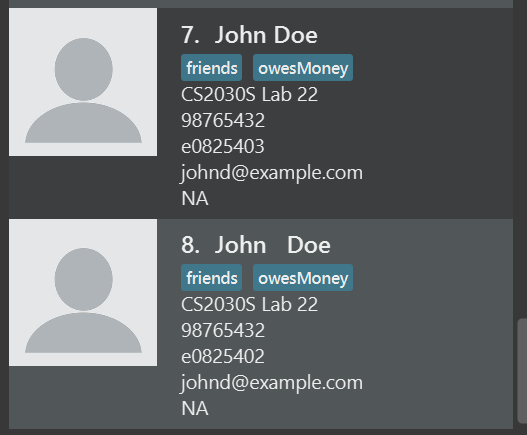 7. John Doe
friends owesMoney
CS2030S Lab 22
98765432
e0825403
johnd@example.com
NA
8. John   Doe
friends owesMoney
CS2030S Lab 22
98765432
e0825402
johnd@example.com
NA